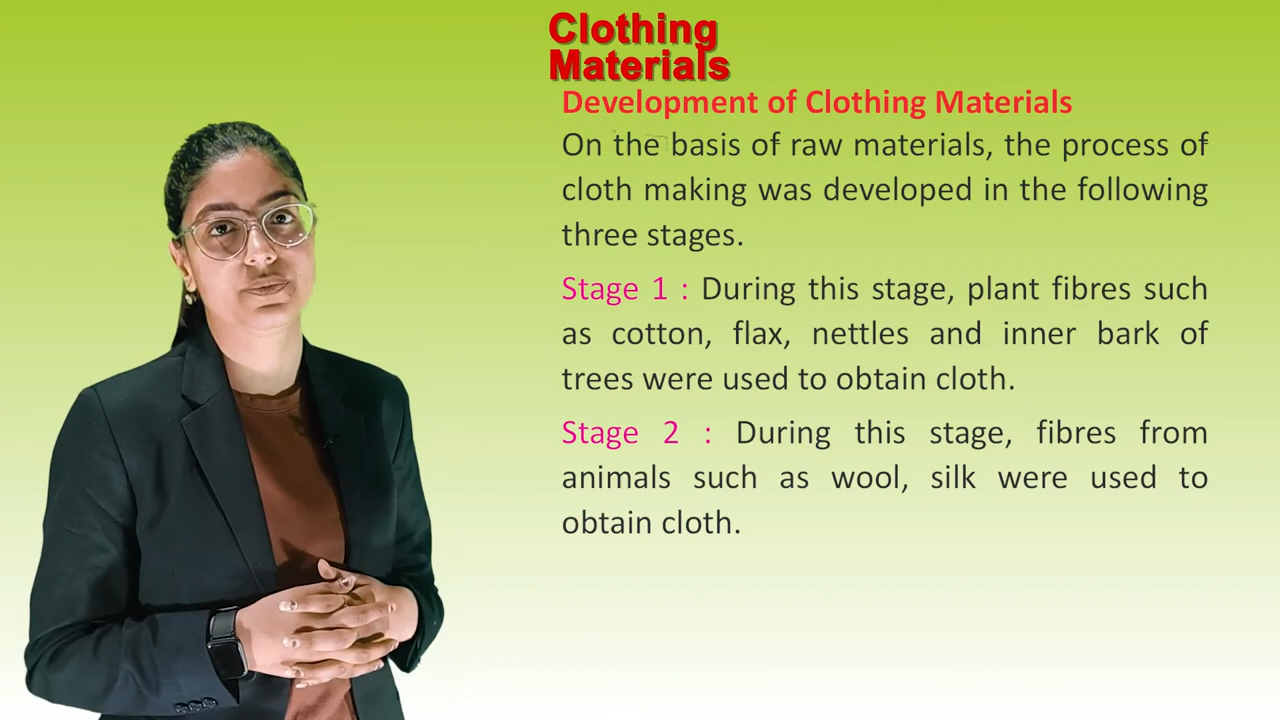 Clothing
Materials
Development of Clothing Materials
On the basis of raw materials, the process of
cloth making was developed in the following
three stages.
Stage 1 : During this stage, plant fibres such
as cotton, flax, nettles and inner bark of
trees were used to obtain cloth.
Stage 2 : During this stage, fibres from
animals such as wool, silk were used to
obtain cloth.